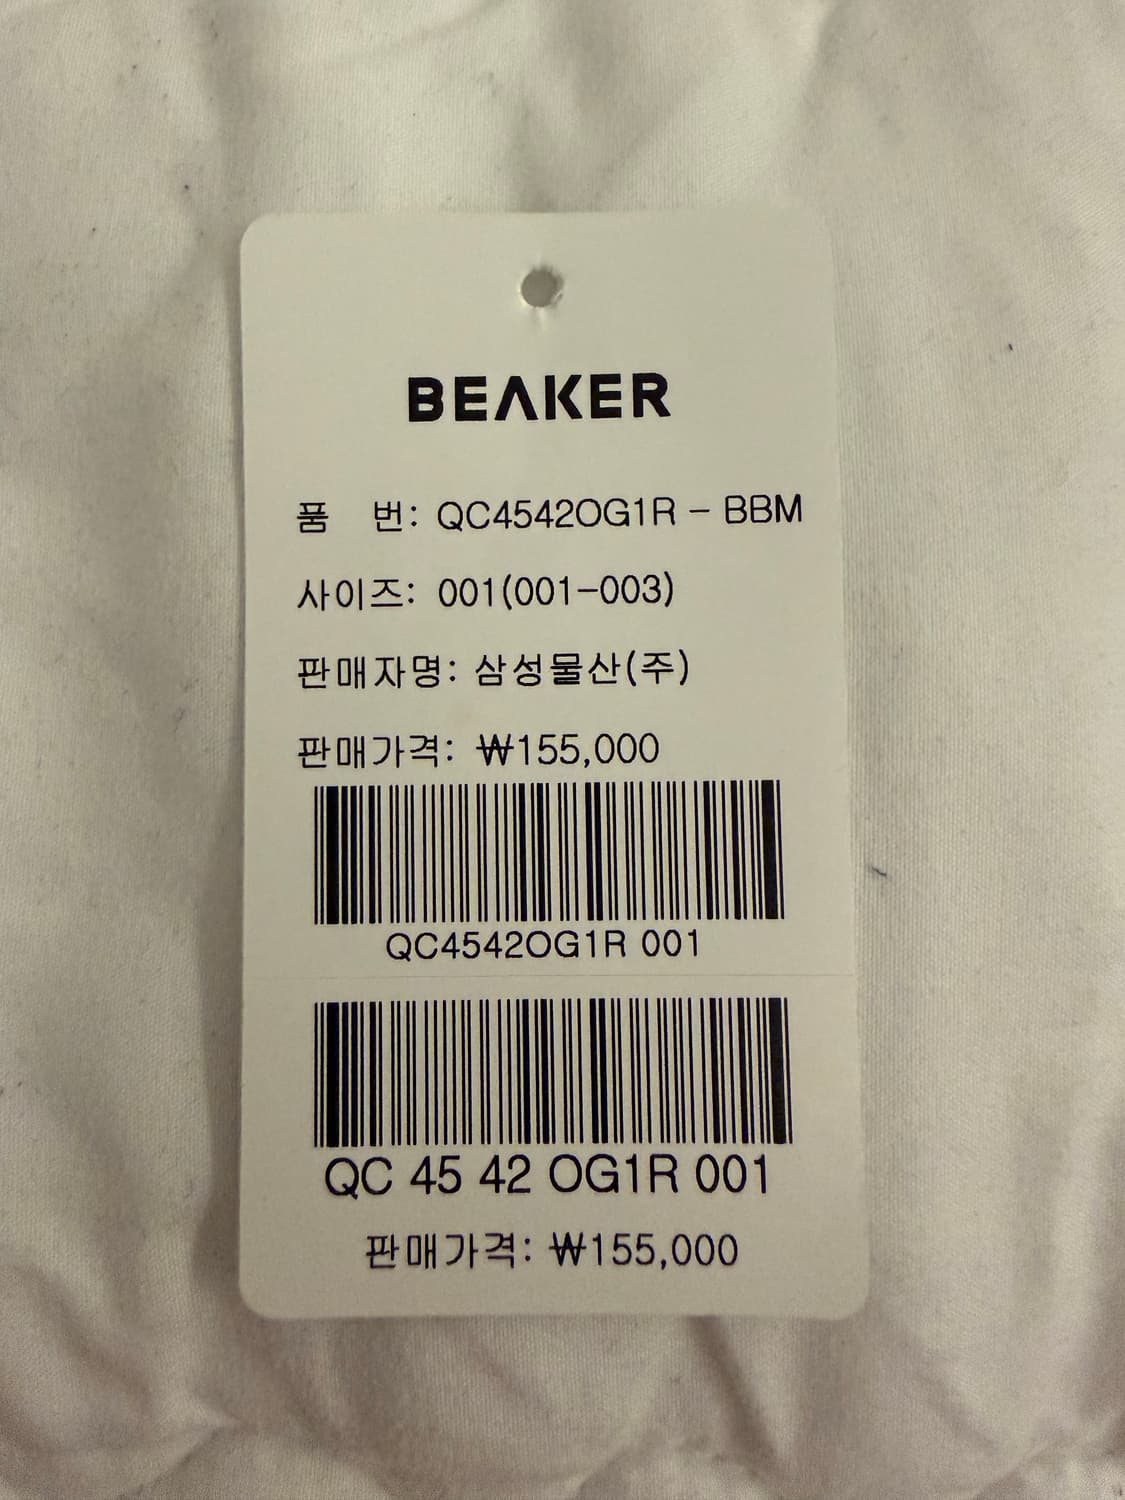 BEAKER
품 번: QC4542OG1R - BBM
사이즈: 001(001-003)
판매자명: 삼성물산(주)
판매가격: ₩155,000
QC4542OG1R 001
QC 45 42 OG1R 001
판매가격: ₩155,000